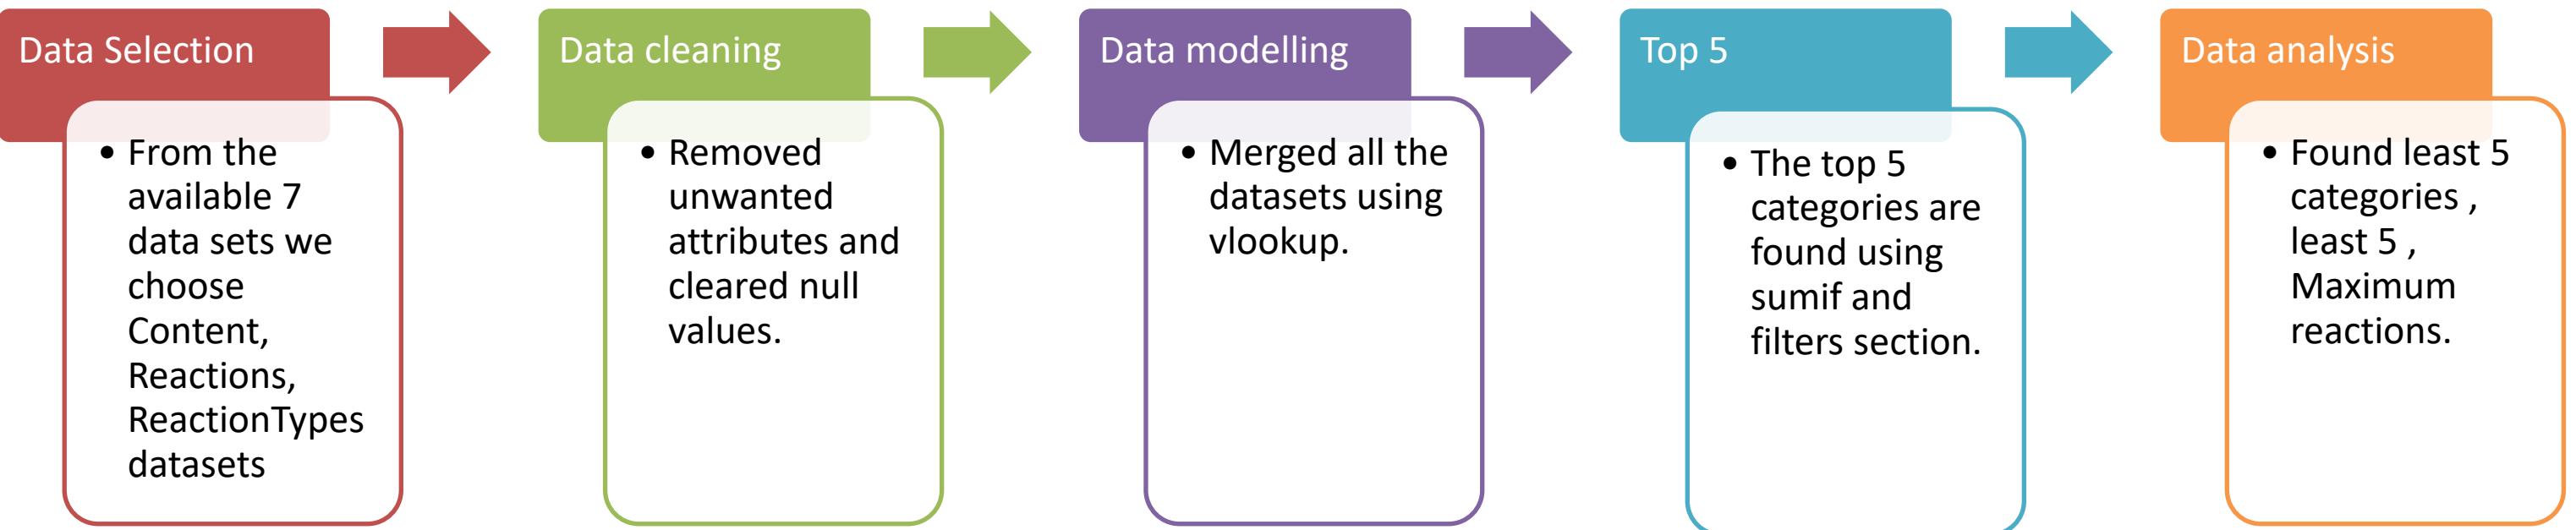 Data Selection
• From the
available 7
data sets we
choose
Content,
Reactions,
ReactionTypes
datasets
Data cleaning
• Removed
unwanted
attributes and
cleared null
values.
Data modelling
• Merged all the
datasets using
vlookup.
Top 5
• The top 5
categories are
found using
sumif and
filters section.
Data analysis
• Found least 5
categories ,
least 5 ,
Maximum
reactions.